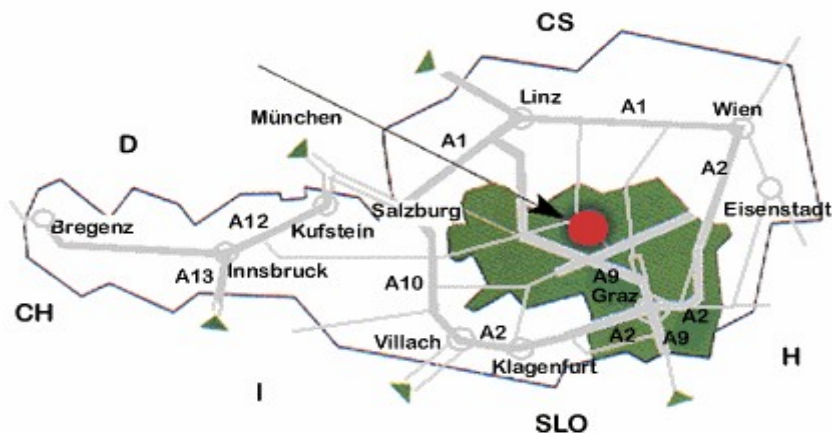 CS
Linz
A1
Wien
München
A1
D
A2
Bregenz
A12
Salzburg
Eisenstadt
Kufstein
A13
Innsbruck
A10
A9
Graz
CH
A2
Villach
A2
A2
A9
Klagenfurt
H
I
SLO